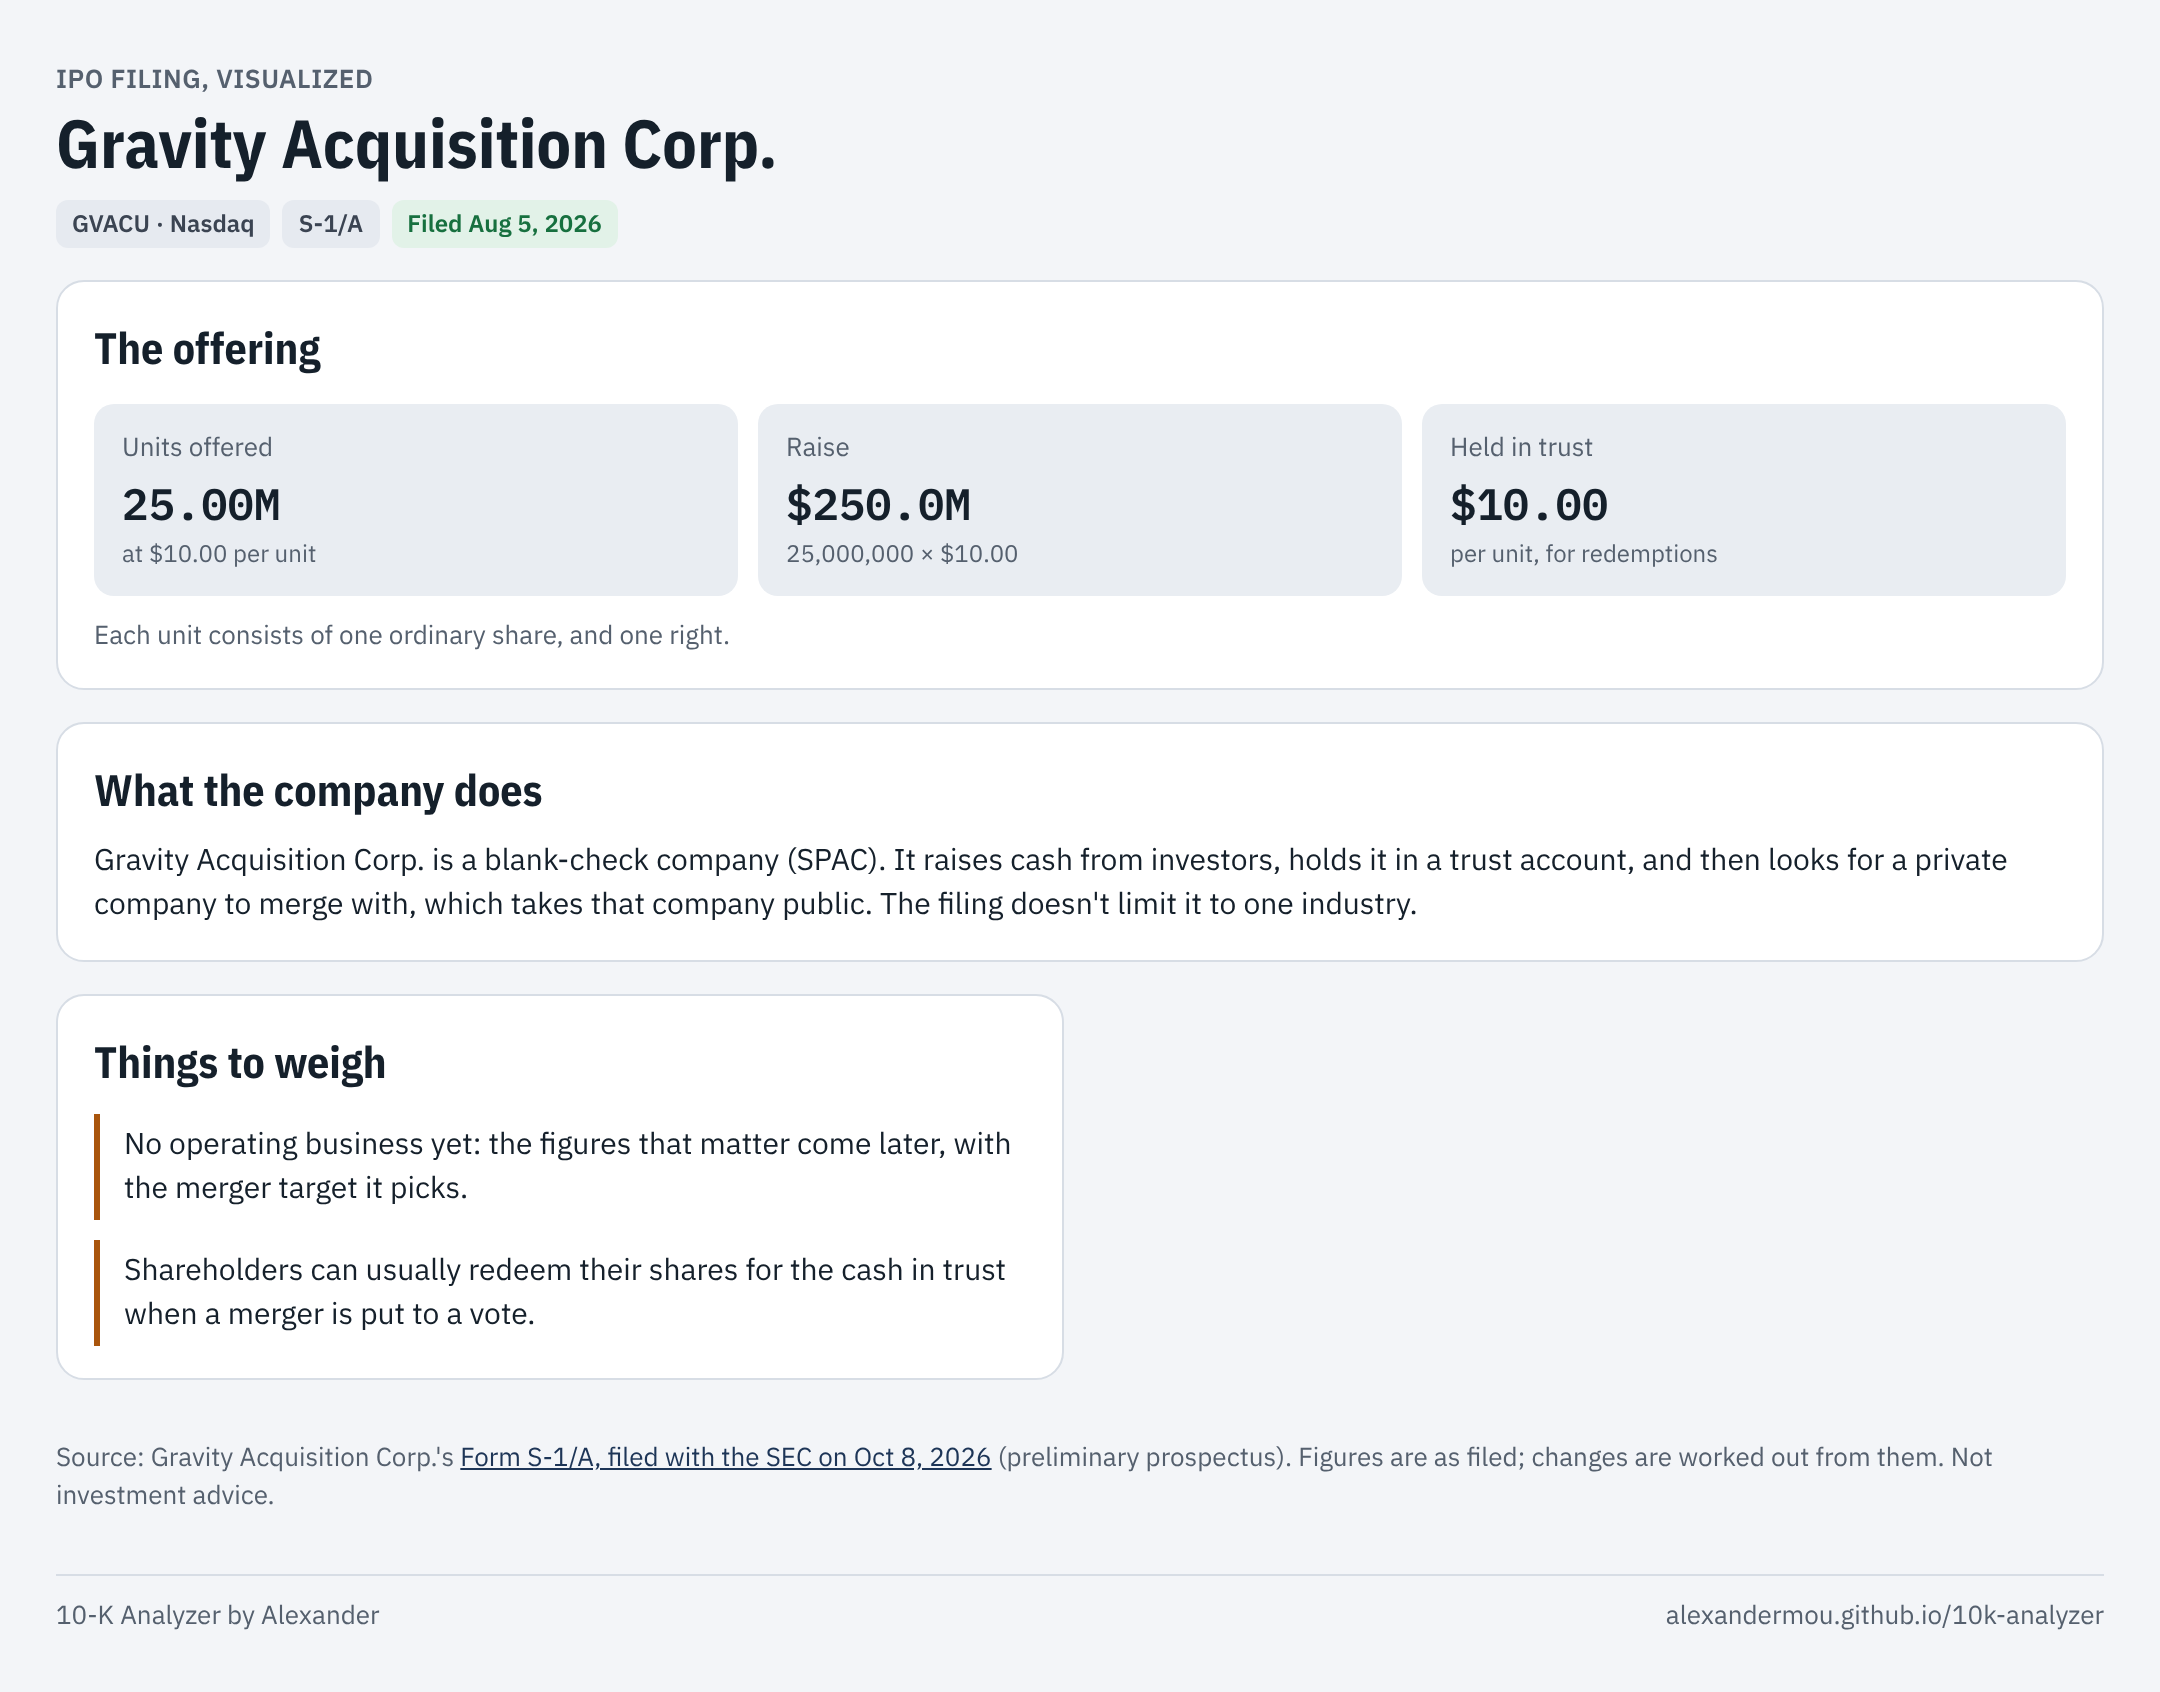 IPO FILING, VISUALIZED
Gravity Acquisition Corp.
GVACU · Nasdaq S-1/A Filed Aug 5, 2026
The offering
Units offered
25.00M
at $10.00 per unit
Raise
$250.0M
25,000,000 × $10.00
Held in trust
$10.00
per unit, for redemptions
Each unit consists of one ordinary share, and one right.
What the company does
Gravity Acquisition Corp. is a blank-check company (SPAC). It raises cash from investors, holds it in a trust account, and then looks for a private
company to merge with, which takes that company public. The filing doesn't limit it to one industry.
Things to weigh
No operating business yet: the figures that matter come later, with
the merger target it picks.
Shareholders can usually redeem their shares for the cash in trust
when a merger is put to a vote.
Source: Gravity Acquisition Corp.'s Form S-1/A, filed with the SEC on Oct 8, 2026 (preliminary prospectus). Figures are as filed; changes are worked out from them. Not
investment advice.
10-K Analyzer by Alexander
alexandermou.github.io/10k-analyzer